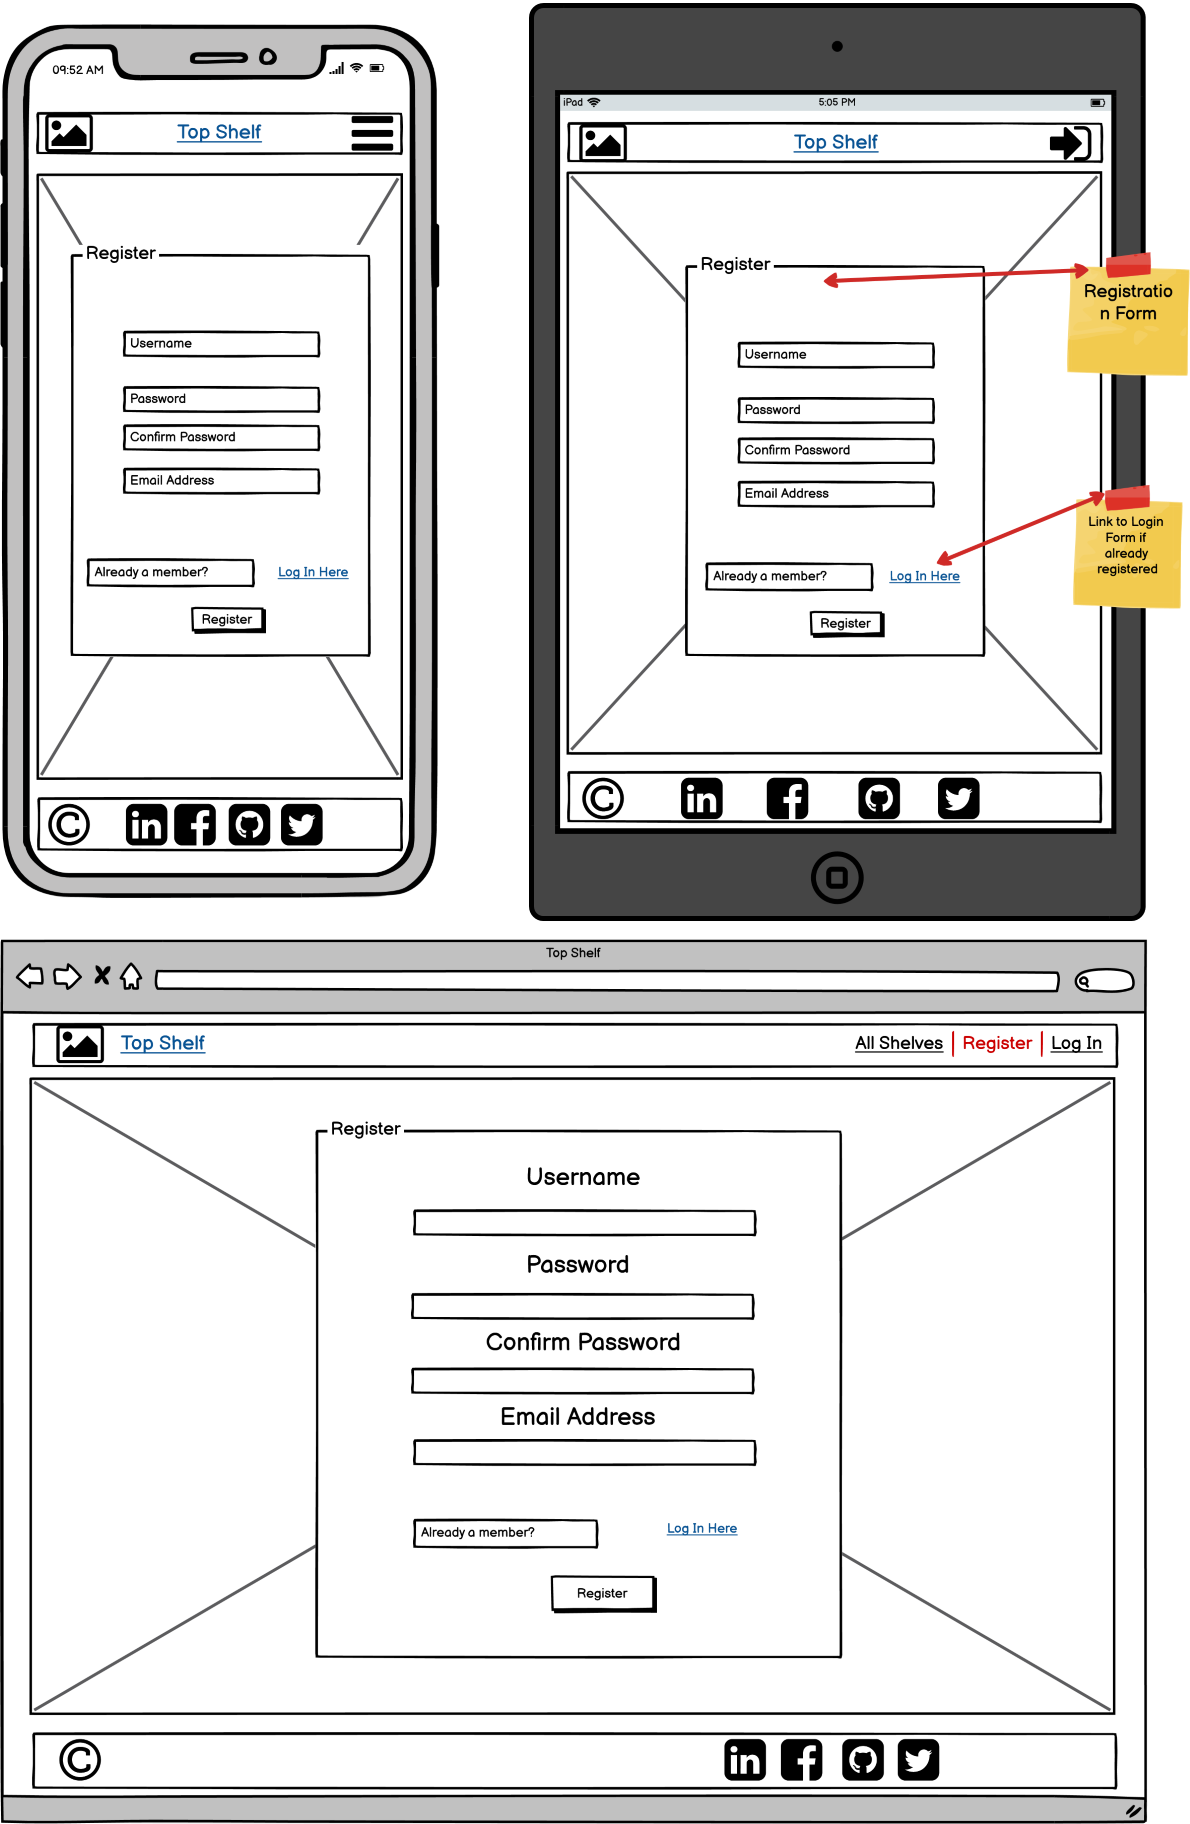 09:52 AM
Top Shelf
Register
Username
Password
Confirm Password
Email Address
Already a member?
Log In Here
Register
iPad
5:05 PM
Top Shelf
Register
Username
Password
Confirm Password
Email Address
Already a member?
Log In Here
Register
Registratio
n Form
Link to Login
Form if
already
registered
Top Shelf
Top Shelf
All Shelves
Register
Log In
Register
Username
Password
Confirm Password
Email Address
Already a member?
Log In Here
Register